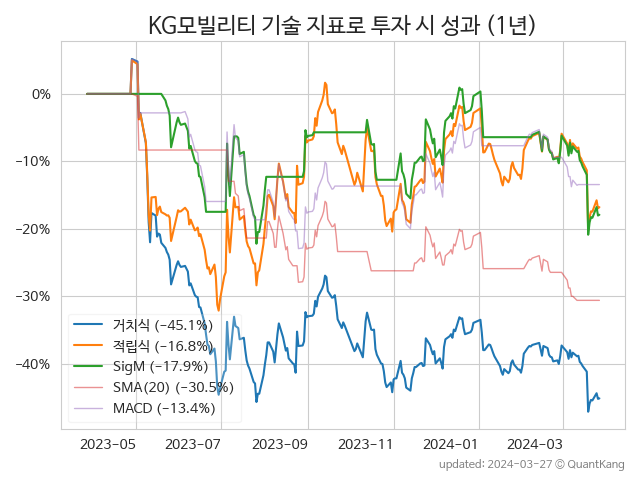 KG모빌리티 기술 지표로 투자 시 성과 (1년)
0%
−10%
−20%
−30%
−40%
거치식 (−45.1%)
적립식 (−16.8%)
SigM (−17.9%)
SMA(20) (−30.5%)
MACD (−13.4%)
2023-05 2023-07 2023-09 2023-11 2024-01 2024-03
updated: 2024-03-27 © QuantKang